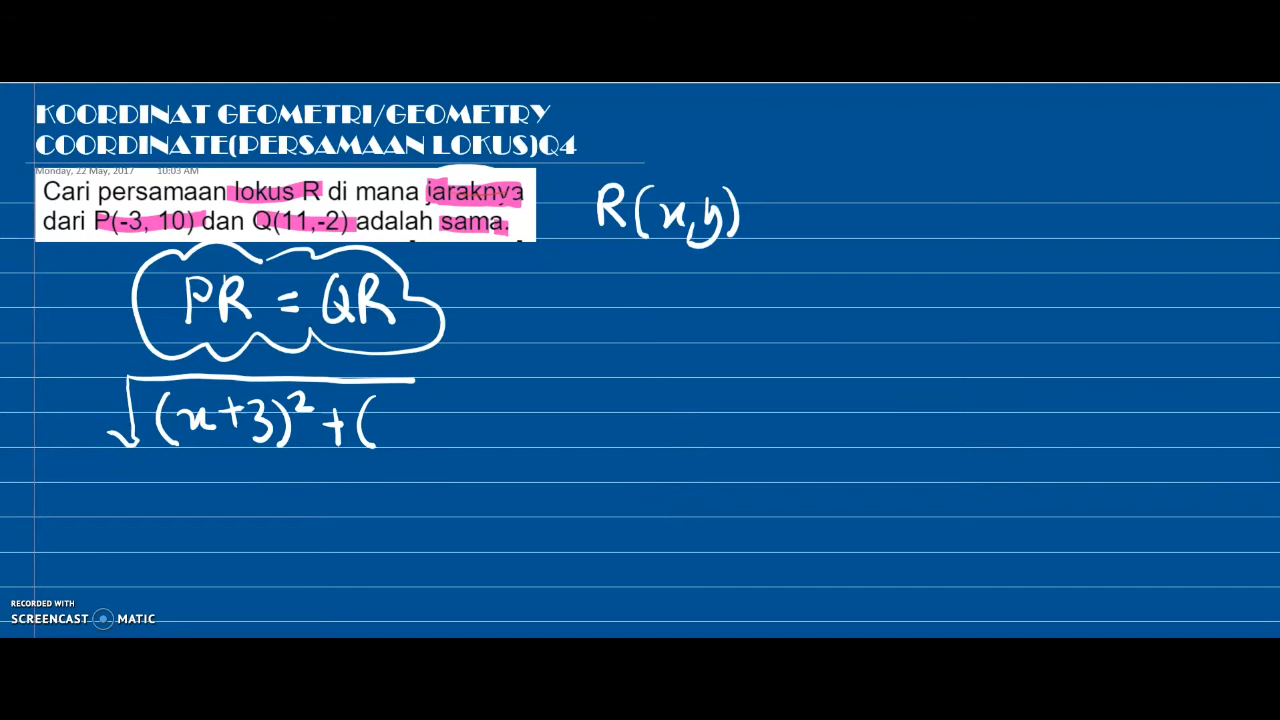 KOORDINAT GEOMETRI/GEOMETRY
COORDINATE(PERSAMAAN LOKUS)Q4
Monday, 22 May, 2017 10:03 AM
Cari persamaan lokus R di mana jaraknya
dari P(-3, 10) dan Q(11,-2) adalah sama.
R(x,y)
PR = QR
√(x+3)² + (
RECORDED WITH
SCREENCAST MATIC